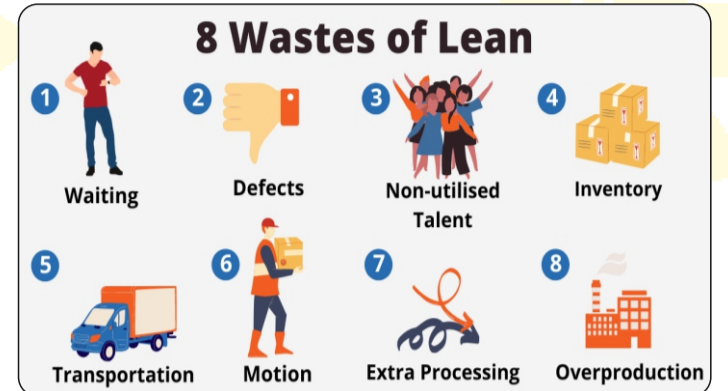 8 Wastes of Lean
1
2
3
4
Waiting
Defects
Non-utilised
Talent
Inventory
5
6
7
8
Transportation
Motion
Extra Processing
Overproduction